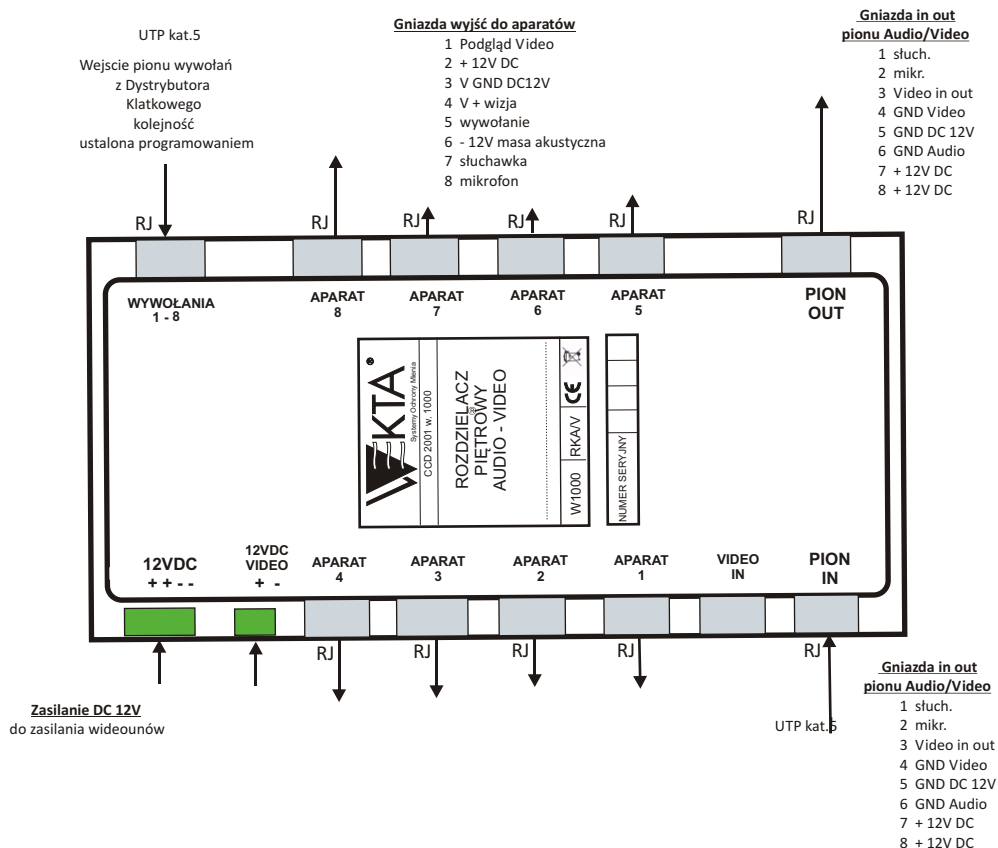 UTP kat.5
Wejscie pionu wywołań
z Dystrybutora
Klatkowego
kolejność
ustalona programowaniem
Gniazda wyjść do aparatów
1 Podgląd Video
2 + 12V DC
3 V GND DC12V
4 V + wizja
5 wywołanie
6 - 12V masa akustyczna
7 słuchawka
8 mikrofon
Gniazda in out
pionu Audio/Video
1 słuch.
2 mikr.
3 Video in out
4 GND Video
5 GND DC 12V
6 GND Audio
7 + 12V DC
8 + 12V DC
RJ
RJ
RJ
RJ
RJ
RJ
WYWOŁANIA
1 - 8
APARAT
8
APARAT
7
APARAT
6
APARAT
5
PION
OUT
WEKTA®
Systemy Ochrony Mienia
CCD 2001 w. 1000
ROZDZIELACZ
PIĘTROWY
AUDIO - VIDEO
W1000 RKA/V CE
NUMER SERYJNY
12VDC
+ + - -
12VDC
VIDEO
+ -
APARAT
4
APARAT
3
APARAT
2
APARAT
1
VIDEO
IN
PION
IN
RJ
RJ
RJ
RJ
RJ
Zasilanie DC 12V
do zasilania wideounów
UTP kat.5
Gniazda in out
pionu Audio/Video
1 słuch.
2 mikr.
3 Video in out
4 GND Video
5 GND DC 12V
6 GND Audio
7 + 12V DC
8 + 12V DC